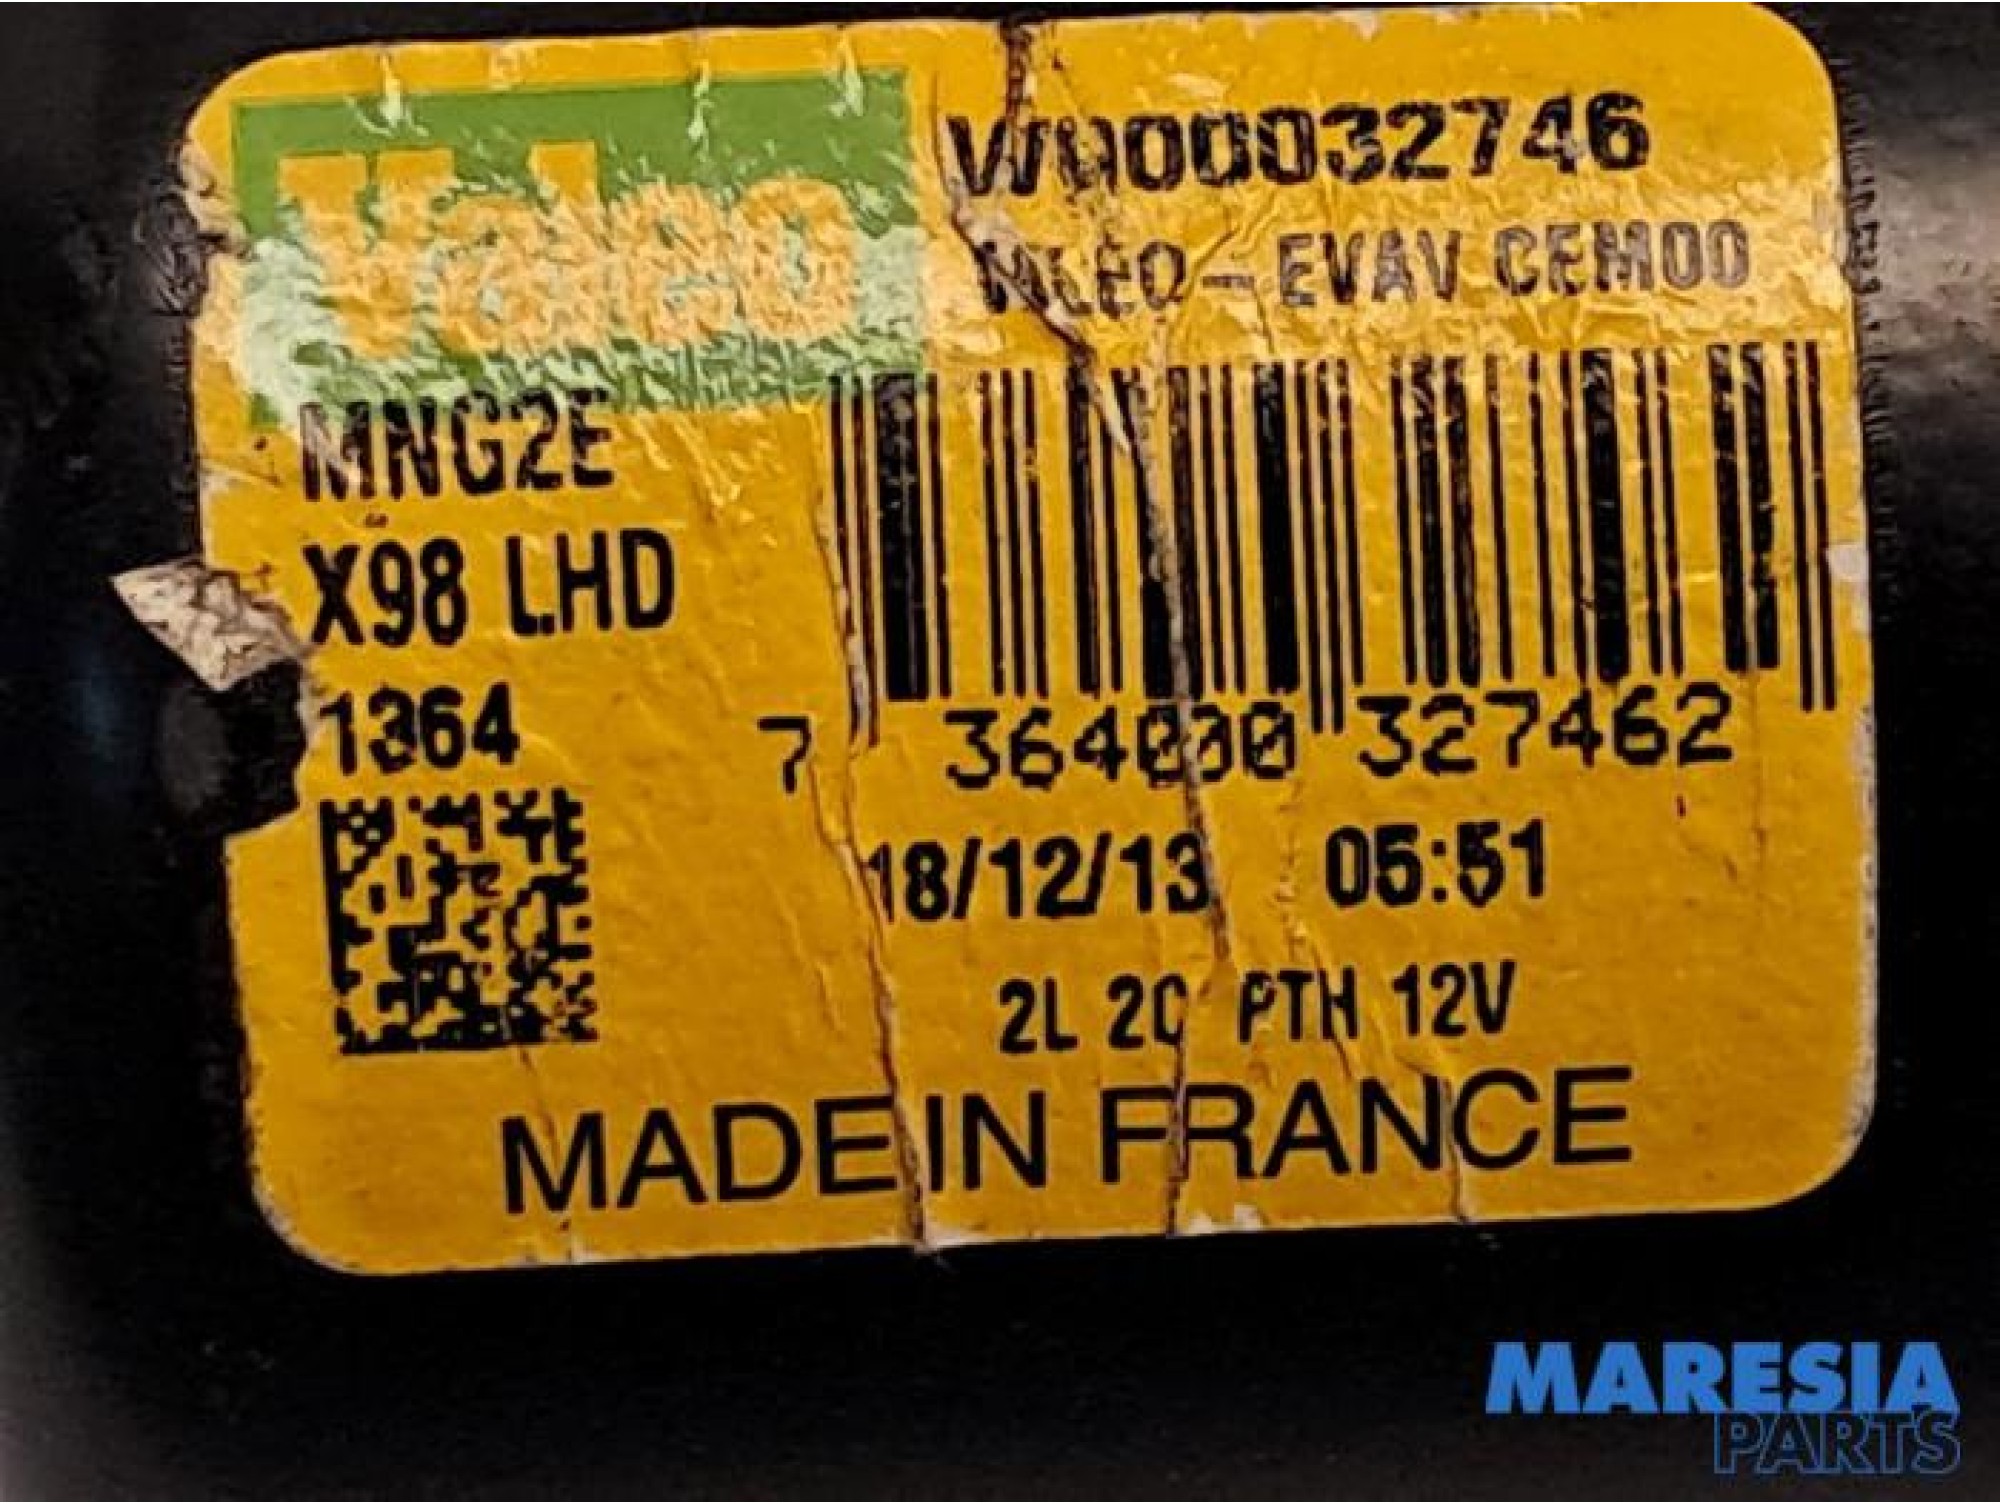 Valeo
W000032746
EVAV CEM00
MNG2E
X98 LHD
1364
7 364000 327462
18/12/13 05:51
2L 2C PTH 12V
MADE IN FRANCE
MARESIA
PARTS